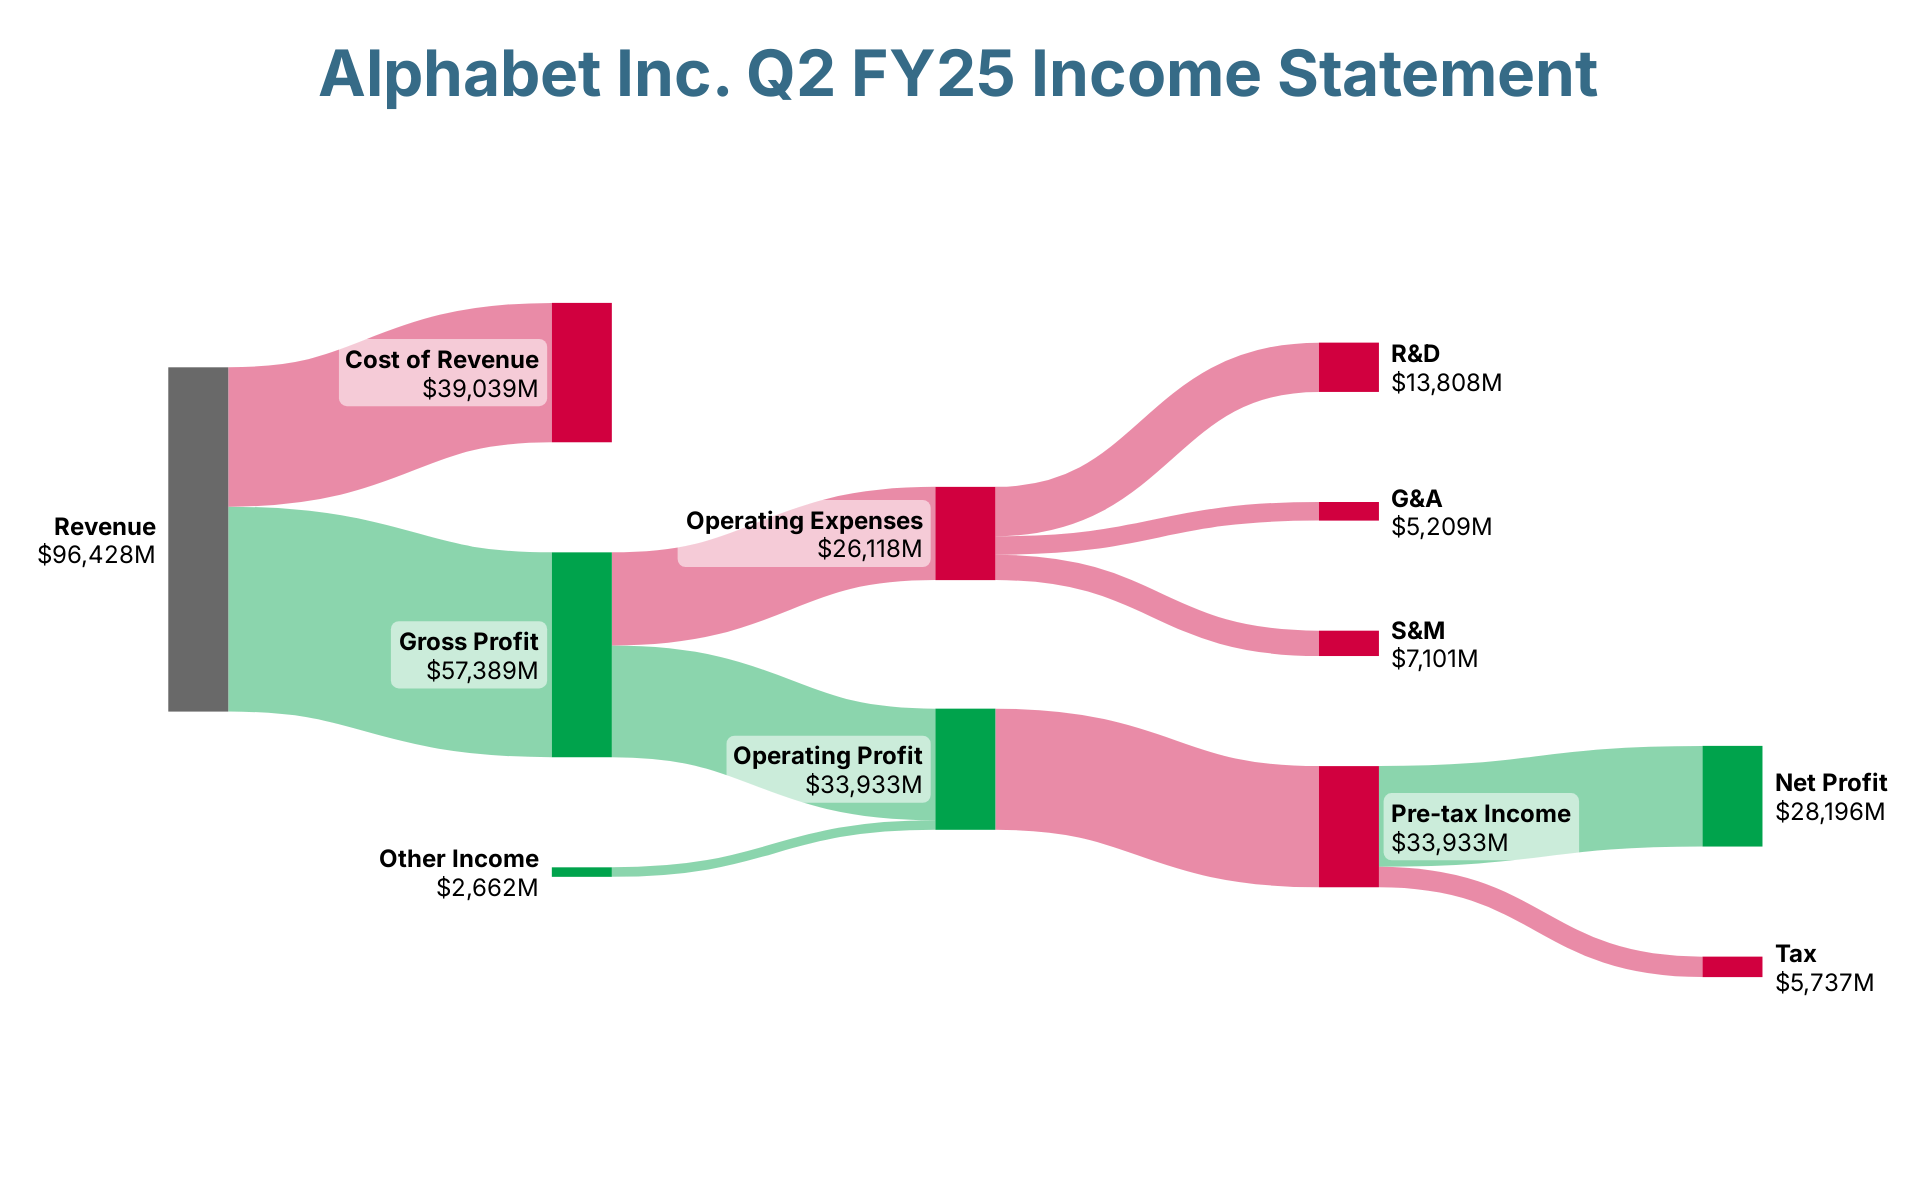 Alphabet Inc. Q2 FY25 Income Statement
Revenue
$96,428M
Cost of Revenue
$39,039M
Gross Profit
$57,389M
Other Income
$2,662M
Operating Expenses
$26,118M
Operating Profit
$33,933M
R&D
$13,808M
G&A
$5,209M
S&M
$7,101M
Pre-tax Income
$33,933M
Net Profit
$28,196M
Tax
$5,737M